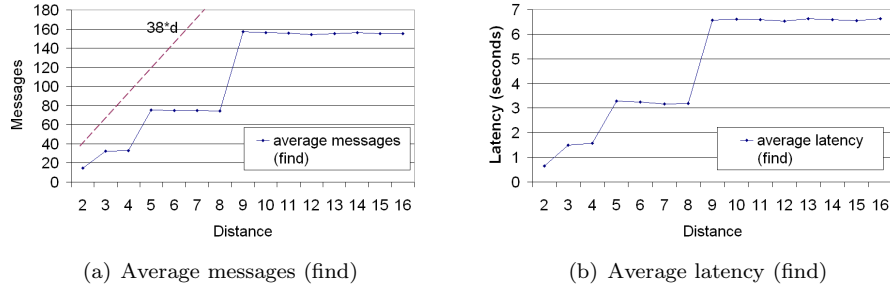 180
160
140
120
100
80
60
40
20
0
Messages
38*d
average messages
(find)
2 3 4 5 6 7 8 9 10 11 12 13 14 15 16
Distance
(a) Average messages (find)
7
6
5
4
3
2
1
0
Latency (seconds)
average latency
(find)
2 3 4 5 6 7 8 9 10 11 12 13 14 15 16
Distance
(b) Average latency (find)